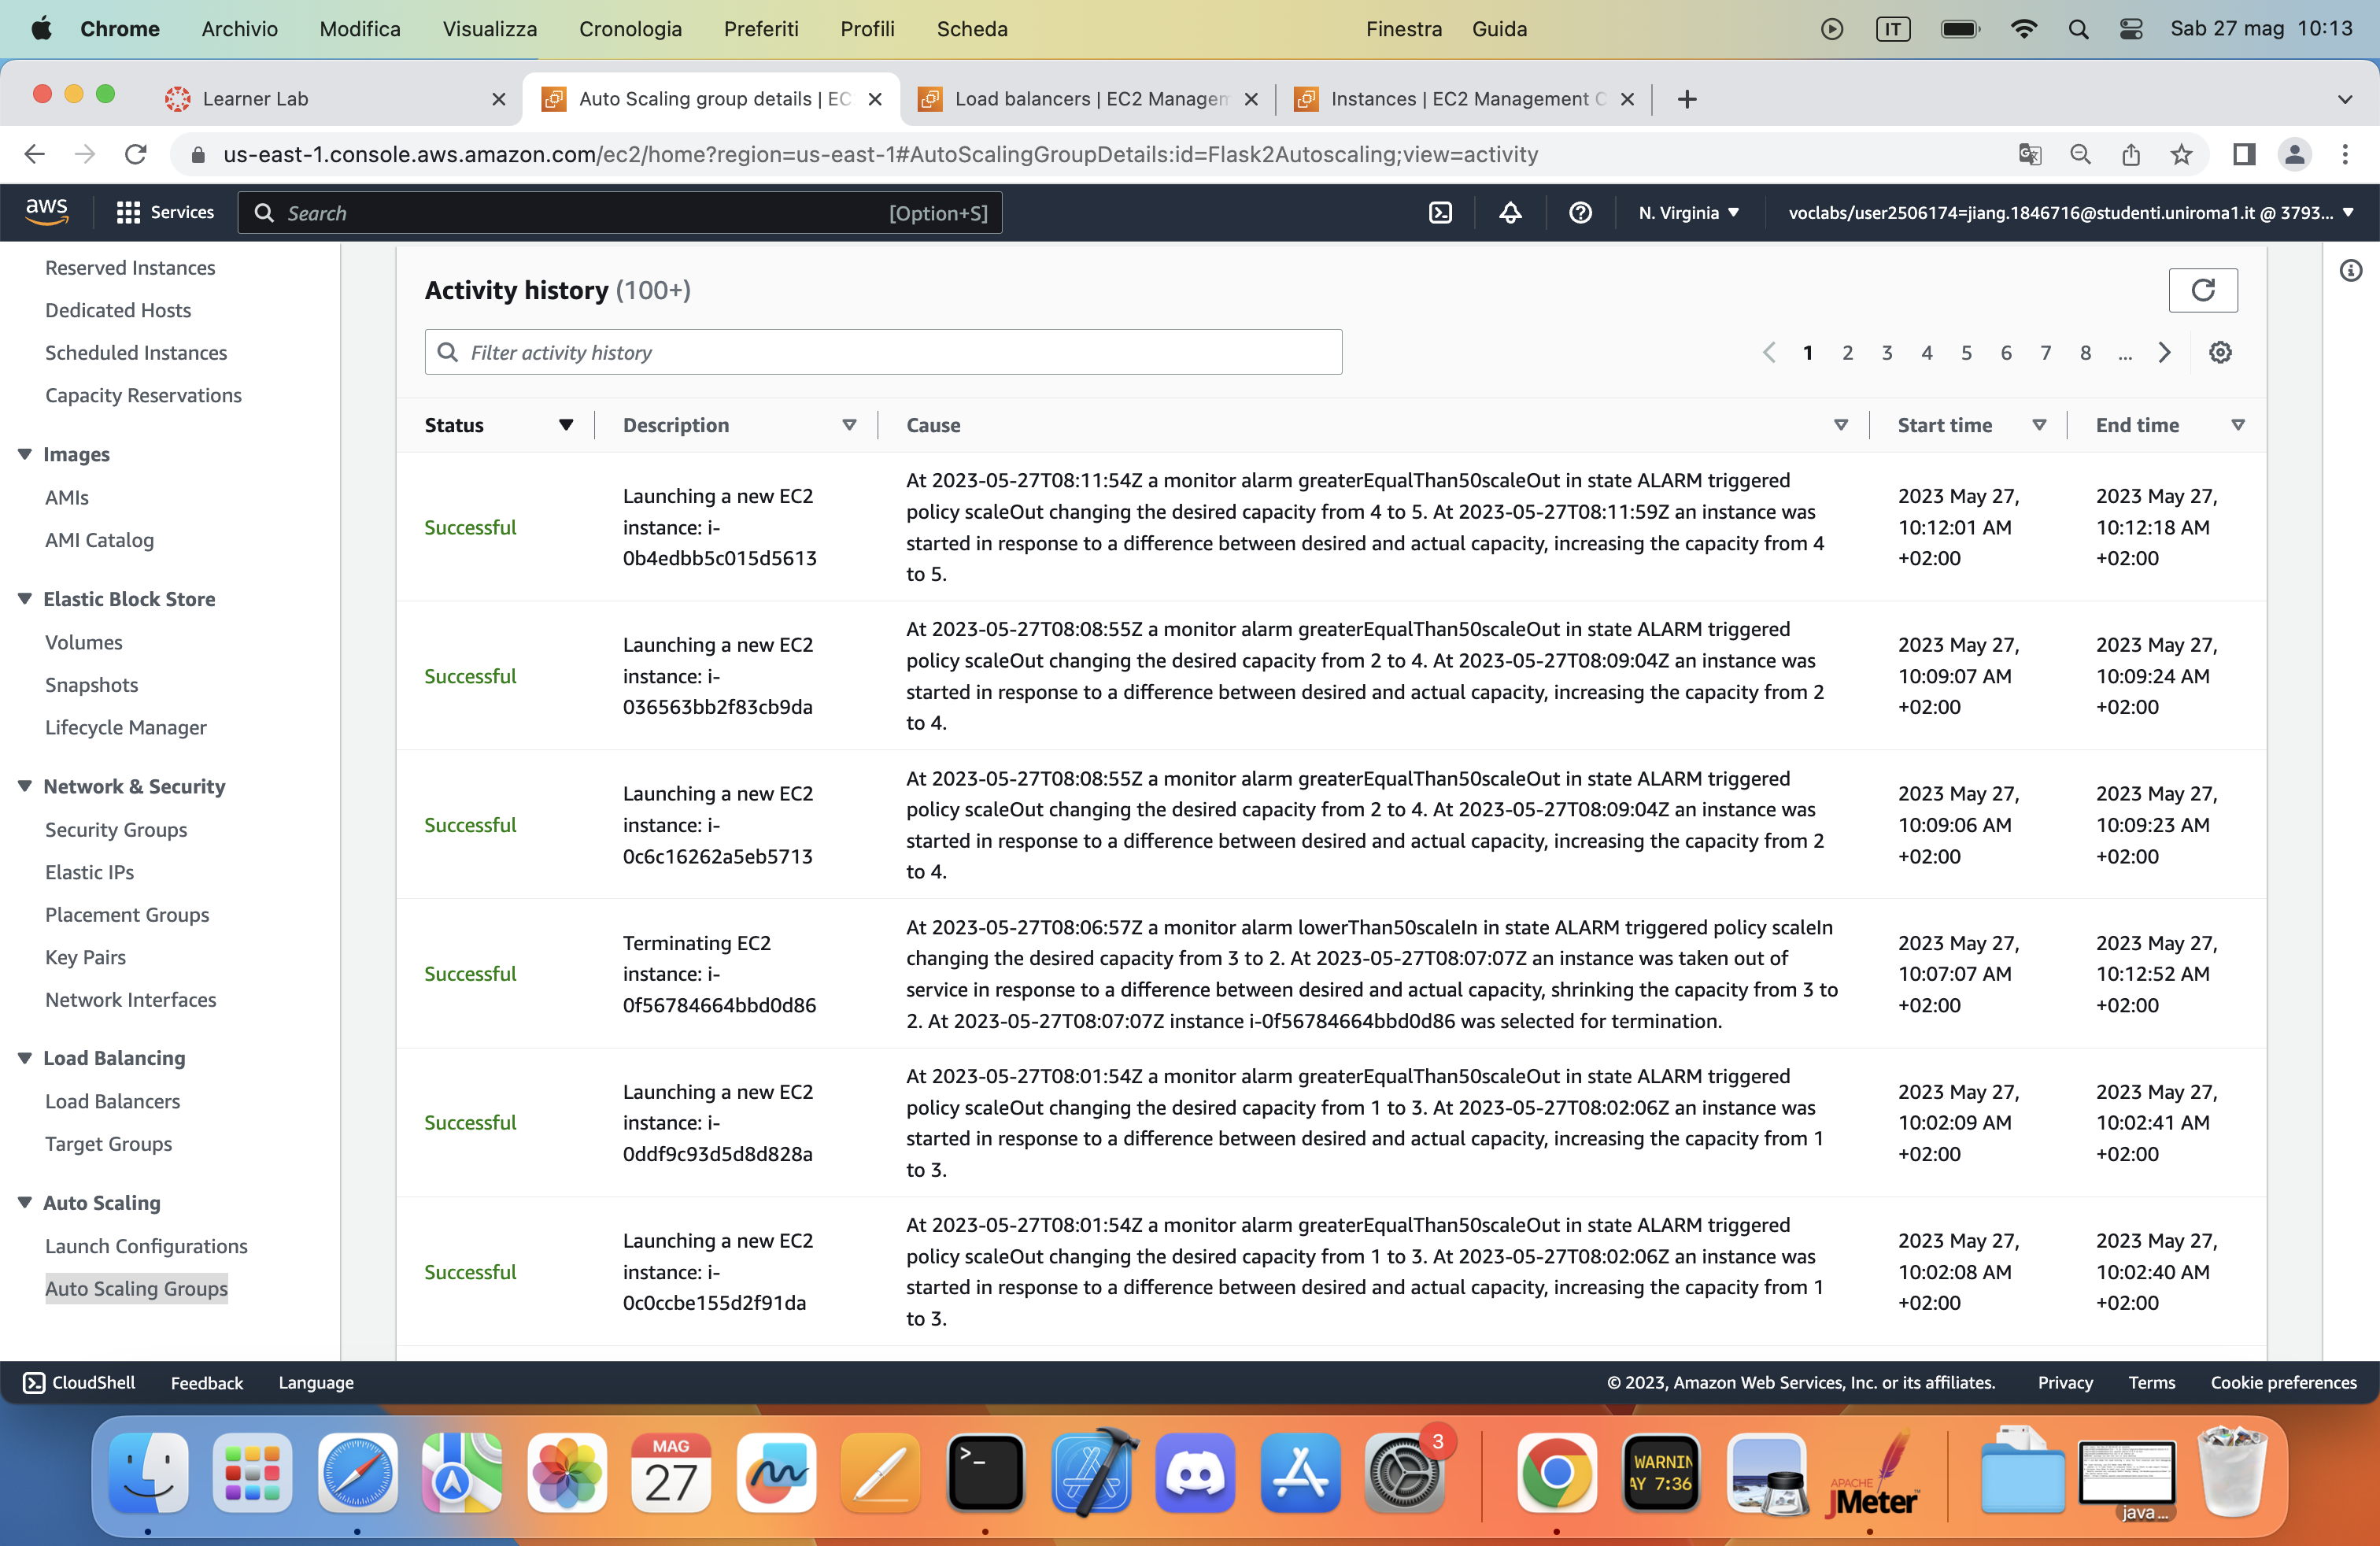 Chrome Archivio Modifica Visualizza Cronologia Preferiti Profili Scheda Finestra Guida IT Sab 27 mag 10:13
Learner Lab
Auto Scaling group details | EC
Load balancers | EC2 Managem
Instances | EC2 Management C
us-east-1.console.aws.amazon.com/ec2/home?region=us-east-1#AutoScalingGroupDetails:id=Flask2Autoscaling;view=activity
aws Services Search [Option+S] N. Virginia voclabs/user2506174=jiang.1846716@studenti.uniroma1.it @ 3793...
Reserved Instances
Dedicated Hosts
Scheduled Instances
Capacity Reservations
Images
AMIs
AMI Catalog
Elastic Block Store
Volumes
Snapshots
Lifecycle Manager
Network & Security
Security Groups
Elastic IPs
Placement Groups
Key Pairs
Network Interfaces
Load Balancing
Load Balancers
Target Groups
Auto Scaling
Launch Configurations
Auto Scaling Groups
Activity history (100+)
Filter activity history
1 2 3 4 5 6 7 8 ...
Status Description Cause Start time End time
Successful
Launching a new EC2
instance: i-
0b4edbb5c015d5613
At 2023-05-27T08:11:54Z a monitor alarm greaterEqualThan50scaleOut in state ALARM triggered
policy scaleOut changing the desired capacity from 4 to 5. At 2023-05-27T08:11:59Z an instance was
started in response to a difference between desired and actual capacity, increasing the capacity from 4
to 5.
2023 May 27,
10:12:01 AM
+02:00
2023 May 27,
10:12:18 AM
+02:00
Successful
Launching a new EC2
instance: i-
036563bb2f83cb9da
At 2023-05-27T08:08:55Z a monitor alarm greaterEqualThan50scaleOut in state ALARM triggered
policy scaleOut changing the desired capacity from 2 to 4. At 2023-05-27T08:09:04Z an instance was
started in response to a difference between desired and actual capacity, increasing the capacity from 2
to 4.
2023 May 27,
10:09:07 AM
+02:00
2023 May 27,
10:09:24 AM
+02:00
Successful
Launching a new EC2
instance: i-
0c6c16262a5eb5713
At 2023-05-27T08:08:55Z a monitor alarm greaterEqualThan50scaleOut in state ALARM triggered
policy scaleOut changing the desired capacity from 2 to 4. At 2023-05-27T08:09:04Z an instance was
started in response to a difference between desired and actual capacity, increasing the capacity from 2
to 4.
2023 May 27,
10:09:06 AM
+02:00
2023 May 27,
10:09:23 AM
+02:00
Successful
Terminating EC2
instance: i-
0f56784664bbd0d86
At 2023-05-27T08:06:57Z a monitor alarm lowerThan50scaleIn in state ALARM triggered policy scaleIn
changing the desired capacity from 3 to 2. At 2023-05-27T08:07:07Z an instance was taken out of
service in response to a difference between desired and actual capacity, shrinking the capacity from 3 to
2. At 2023-05-27T08:07:07Z instance i-0f56784664bbd0d86 was selected for termination.
2023 May 27,
10:07:07 AM
+02:00
2023 May 27,
10:12:52 AM
+02:00
Successful
Launching a new EC2
instance: i-
0ddf9c93d5d8d828a
At 2023-05-27T08:01:54Z a monitor alarm greaterEqualThan50scaleOut in state ALARM triggered
policy scaleOut changing the desired capacity from 1 to 3. At 2023-05-27T08:02:06Z an instance was
started in response to a difference between desired and actual capacity, increasing the capacity from 1
to 3.
2023 May 27,
10:02:09 AM
+02:00
2023 May 27,
10:02:41 AM
+02:00
Successful
Launching a new EC2
instance: i-
0c0ccbe155d2f91da
At 2023-05-27T08:01:54Z a monitor alarm greaterEqualThan50scaleOut in state ALARM triggered
policy scaleOut changing the desired capacity from 1 to 3. At 2023-05-27T08:02:06Z an instance was
started in response to a difference between desired and actual capacity, increasing the capacity from 1
to 3.
2023 May 27,
10:02:08 AM
+02:00
2023 May 27,
10:02:40 AM
+02:00
CloudShell Feedback Language © 2023, Amazon Web Services, Inc. or its affiliates. Privacy Terms Cookie preferences
MAG
27
3
WARNIN
AY 7:36
APACHE
JMeter
java...